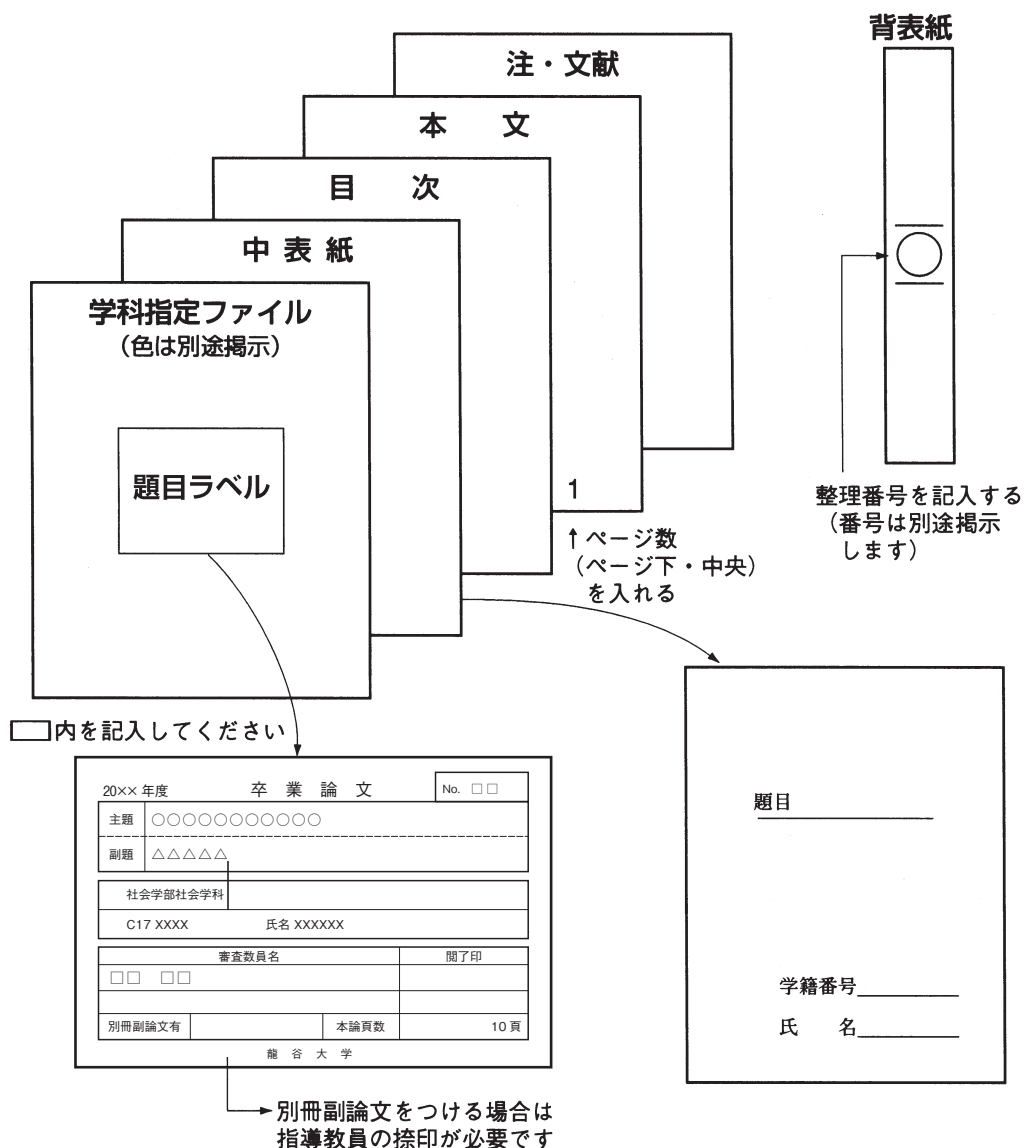 背表紙
注・文献
本　文
目　次
中表紙
学科指定ファイル
（色は別途掲示）
題目ラベル
1
↑ページ数
（ページ下・中央）
を入れる
整理番号を記入する
（番号は別途掲示
します）
□内を記入してください
20×× 年度　卒業論文　No. □□
主題　○○○○○○○○○○○
副題　△△△△△
社会学部社会学科
C17 XXXX　氏名 XXXXXX
審査教員名　閲了印
□□　□□
別冊副論文有　本論頁数　10 頁
龍谷大学
別冊副論文をつける場合は
指導教員の捺印が必要です
題目
学籍番号
氏　名